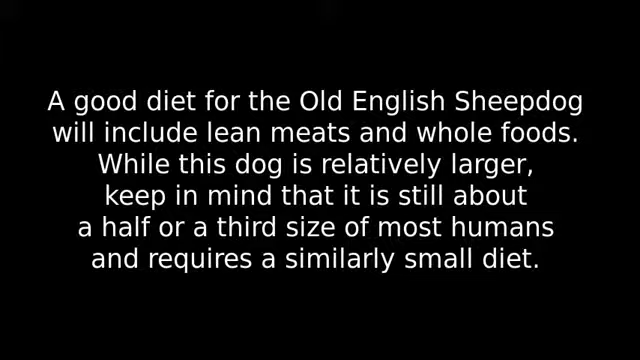 A good diet for the Old English Sheepdog
will include lean meats and whole foods.
While this dog is relatively larger,
keep in mind that it is still about
a half or a third size of most humans
and requires a similarly small diet.